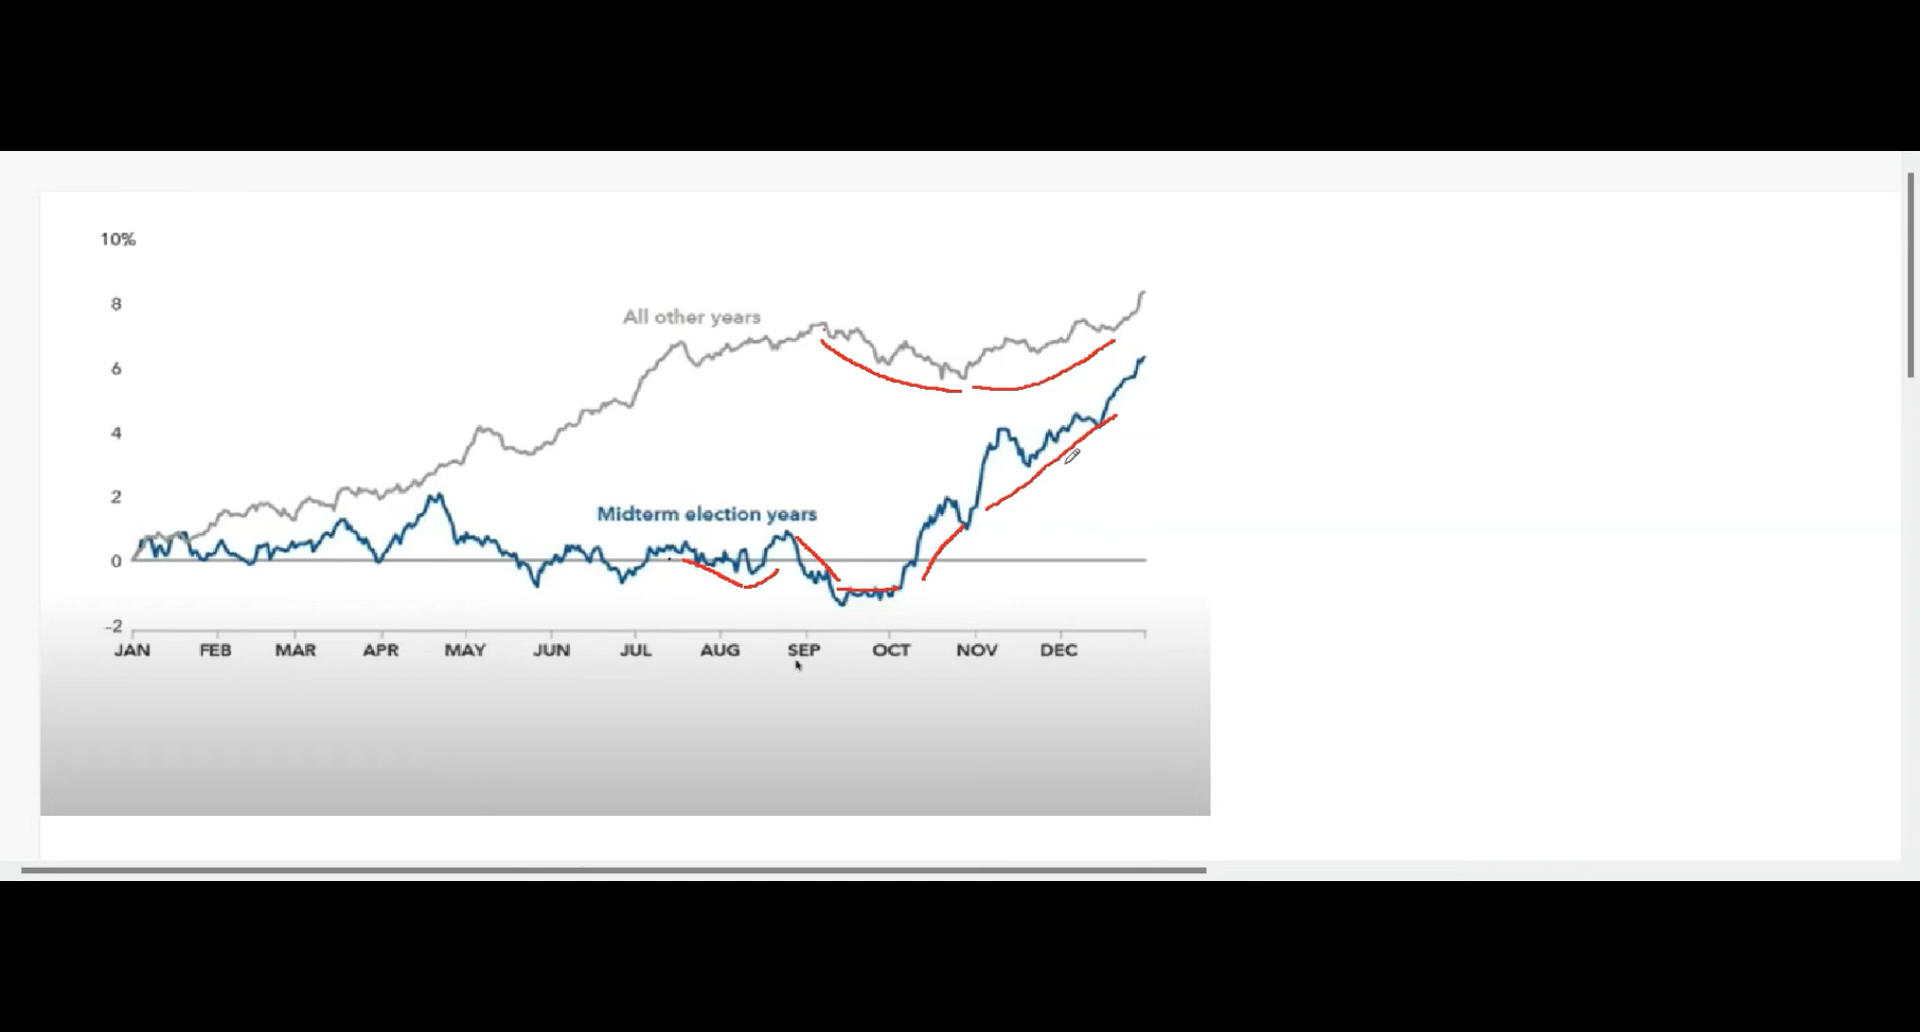 10%
8
All other years
6
4
2
Midterm election years
0
-2
JAN FEB MAR APR MAY JUN JUL AUG SEP OCT NOV DEC